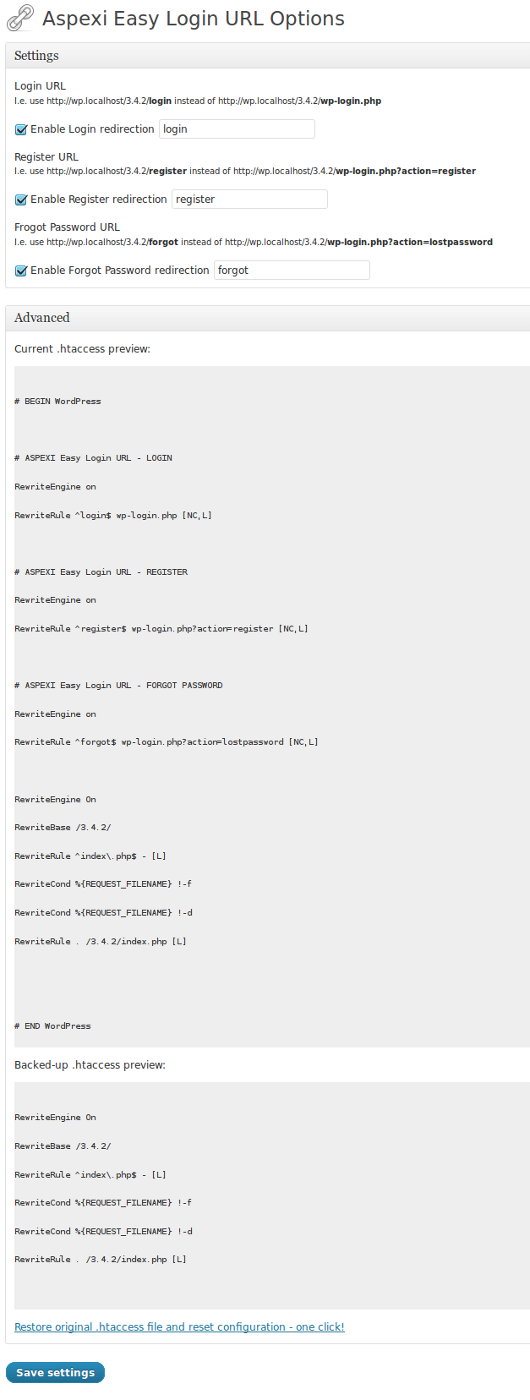 Aspexi Easy Login URL Options
Settings
Login URL
I.e. use http://wp.localhost/3.4.2/login instead of http://wp.localhost/3.4.2/wp-login.php
Enable Login redirection login
Register URL
I.e. use http://wp.localhost/3.4.2/register instead of http://wp.localhost/3.4.2/wp-login.php?action=register
Enable Register redirection register
Frogot Password URL
I.e. use http://wp.localhost/3.4.2/forgot instead of http://wp.localhost/3.4.2/wp-login.php?action=lostpassword
Enable Forgot Password redirection forgot
Advanced
Current .htaccess preview:
# BEGIN WordPress
# ASPEXI Easy Login URL - LOGIN
RewriteEngine on
RewriteRule ^login$ wp-login.php [NC,L]
# ASPEXI Easy Login URL - REGISTER
RewriteEngine on
RewriteRule ^register$ wp-login.php?action=register [NC,L]
# ASPEXI Easy Login URL - FORGOT PASSWORD
RewriteEngine on
RewriteRule ^forgot$ wp-login.php?action=lostpassword [NC,L]
RewriteEngine On
RewriteBase /3.4.2/
RewriteRule ^index\.php$ - [L]
RewriteCond %{REQUEST_FILENAME} !-f
RewriteCond %{REQUEST_FILENAME} !-d
RewriteRule . /3.4.2/index.php [L]
# END WordPress
Backed-up .htaccess preview:
RewriteEngine On
RewriteBase /3.4.2/
RewriteRule ^index\.php$ - [L]
RewriteCond %{REQUEST_FILENAME} !-f
RewriteCond %{REQUEST_FILENAME} !-d
RewriteRule . /3.4.2/index.php [L]
Restore original .htaccess file and reset configuration - one click!
Save settings